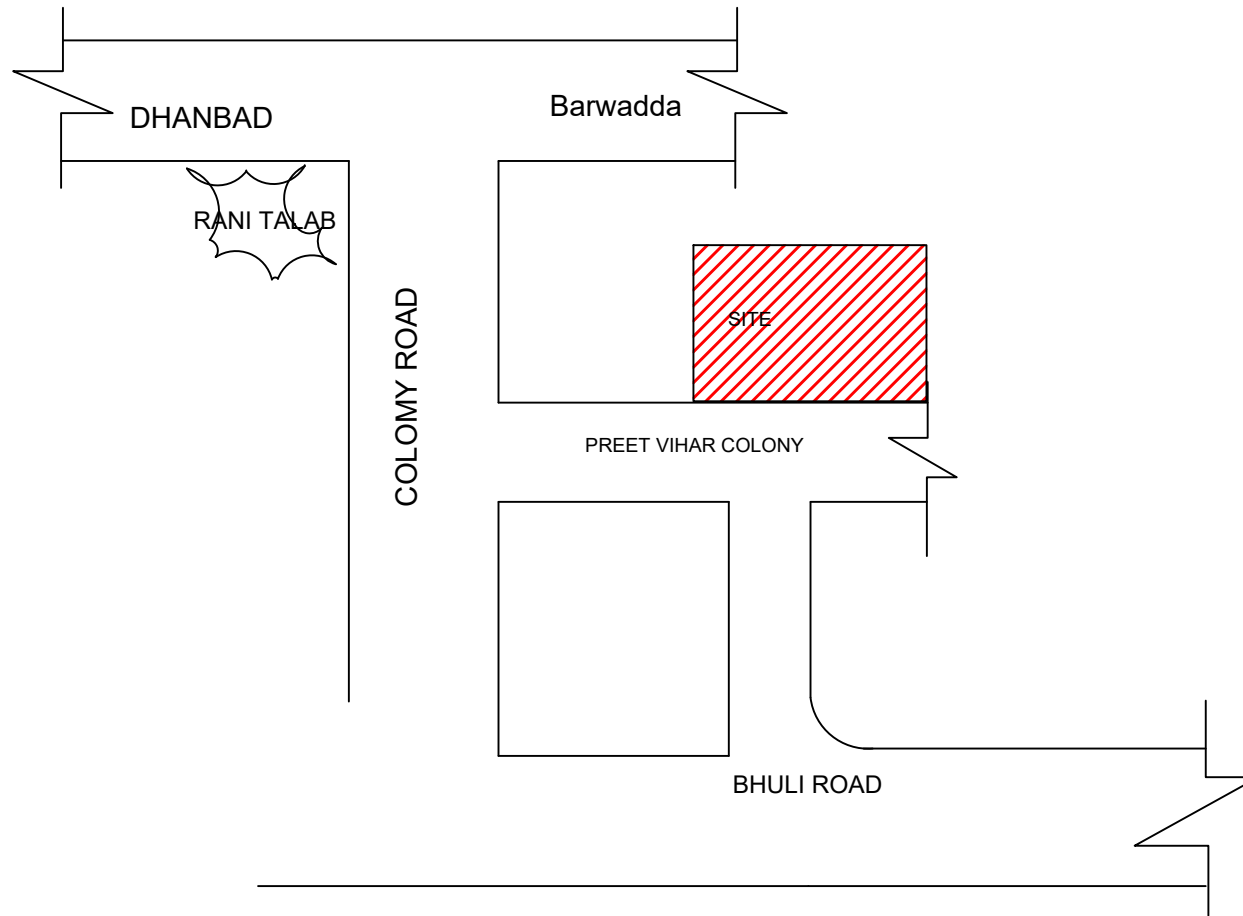 DHANBAD
Barwadda
RANI TALAB
SITE
COLOMY ROAD
PREET VIHAR COLONY
BHULI ROAD